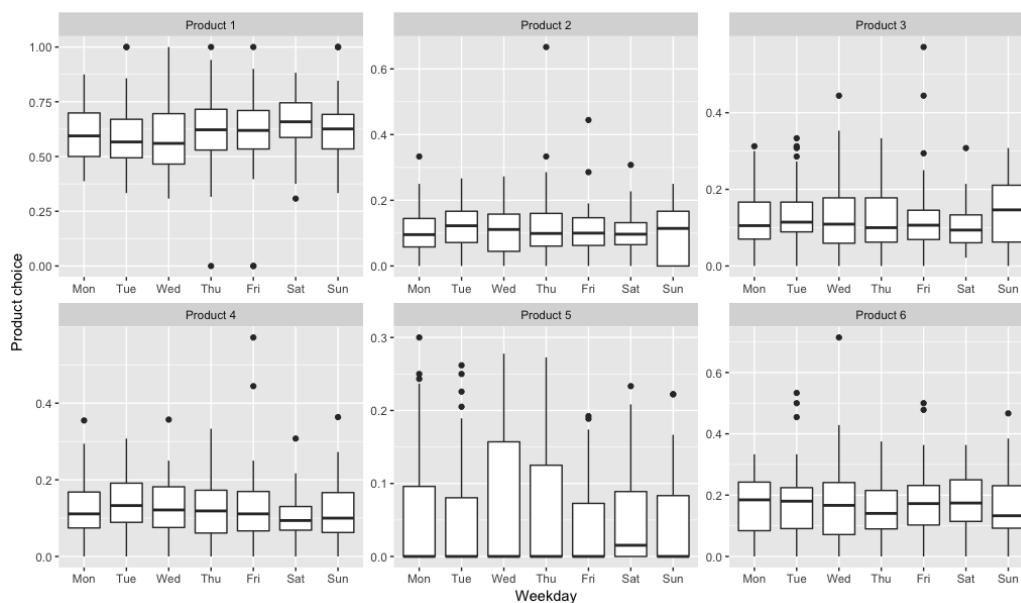 Product 1
Product 2
Product 3
1.00
0.75
0.50
0.25
0.00
0.6
0.4
0.2
0.0
0.4
0.2
0.0
Mon Tue Wed Thu Fri Sat Sun
Mon Tue Wed Thu Fri Sat Sun
Mon Tue Wed Thu Fri Sat Sun
Product choice
Product 4
Product 5
Product 6
0.4
0.2
0.0
0.3
0.2
0.1
0.0
0.6
0.4
0.2
0.0
Mon Tue Wed Thu Fri Sat Sun
Mon Tue Wed Thu Fri Sat Sun
Mon Tue Wed Thu Fri Sat Sun
Weekday